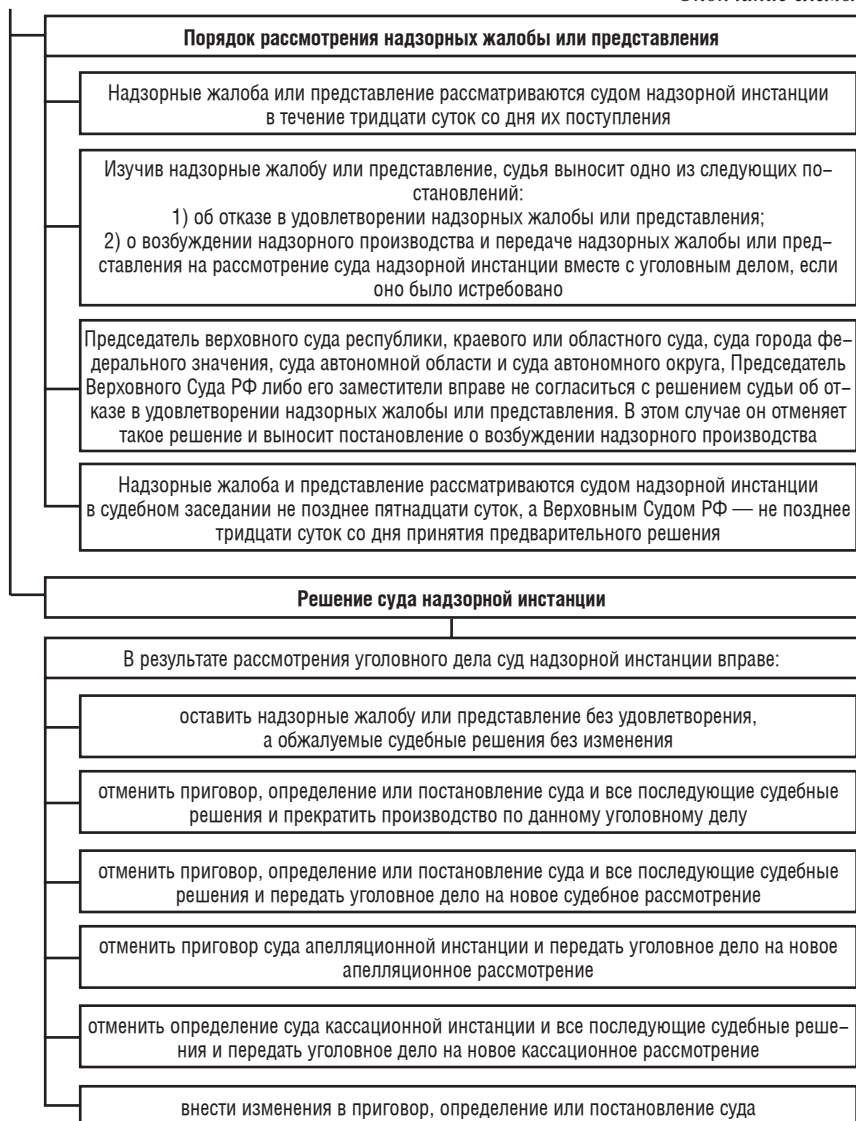 Порядок рассмотрения надзорных жалобы или представления
Надзорные жалоба или представление рассматриваются судом надзорной инстанции
в течение тридцати суток со дня их поступления
Изучив надзорные жалобу или представление, судья выносит одно из следующих по–
становлений:
1) об отказе в удовлетворении надзорных жалобы или представления;
2) о возбуждении надзорного производства и передаче надзорных жалобы или пред–
ставления на рассмотрение суда надзорной инстанции вместе с уголовным делом, если
оно было истребовано
Председатель верховного суда республики, краевого или областного суда, суда города фе–
дерального значения, суда автономной области и суда автономного округа, Председатель
Верховного Суда РФ либо его заместители вправе не согласиться с решением судьи об от–
казе в удовлетворении надзорных жалобы или представления. В этом случае он отменяет
такое решение и выносит постановление о возбуждении надзорного производства
Надзорные жалоба и представление рассматриваются судом надзорной инстанции
в судебном заседании не позднее пятнадцати суток, а Верховным Судом РФ — не позднее
тридцати суток со дня принятия предварительного решения
Решение суда надзорной инстанции
В результате рассмотрения уголовного дела суд надзорной инстанции вправе:
оставить надзорные жалобу или представление без удовлетворения,
а обжалуемые судебные решения без изменения
отменить приговор, определение или постановление суда и все последующие судебные
решения и прекратить производство по данному уголовному делу
отменить приговор, определение или постановление суда и все последующие судебные
решения и передать уголовное дело на новое судебное рассмотрение
отменить приговор суда апелляционной инстанции и передать уголовное дело на новое
апелляционное рассмотрение
отменить определение суда кассационной инстанции и все последующие судебные реше–
ния и передать уголовное дело на новое кассационное рассмотрение
внести изменения в приговор, определение или постановление суда